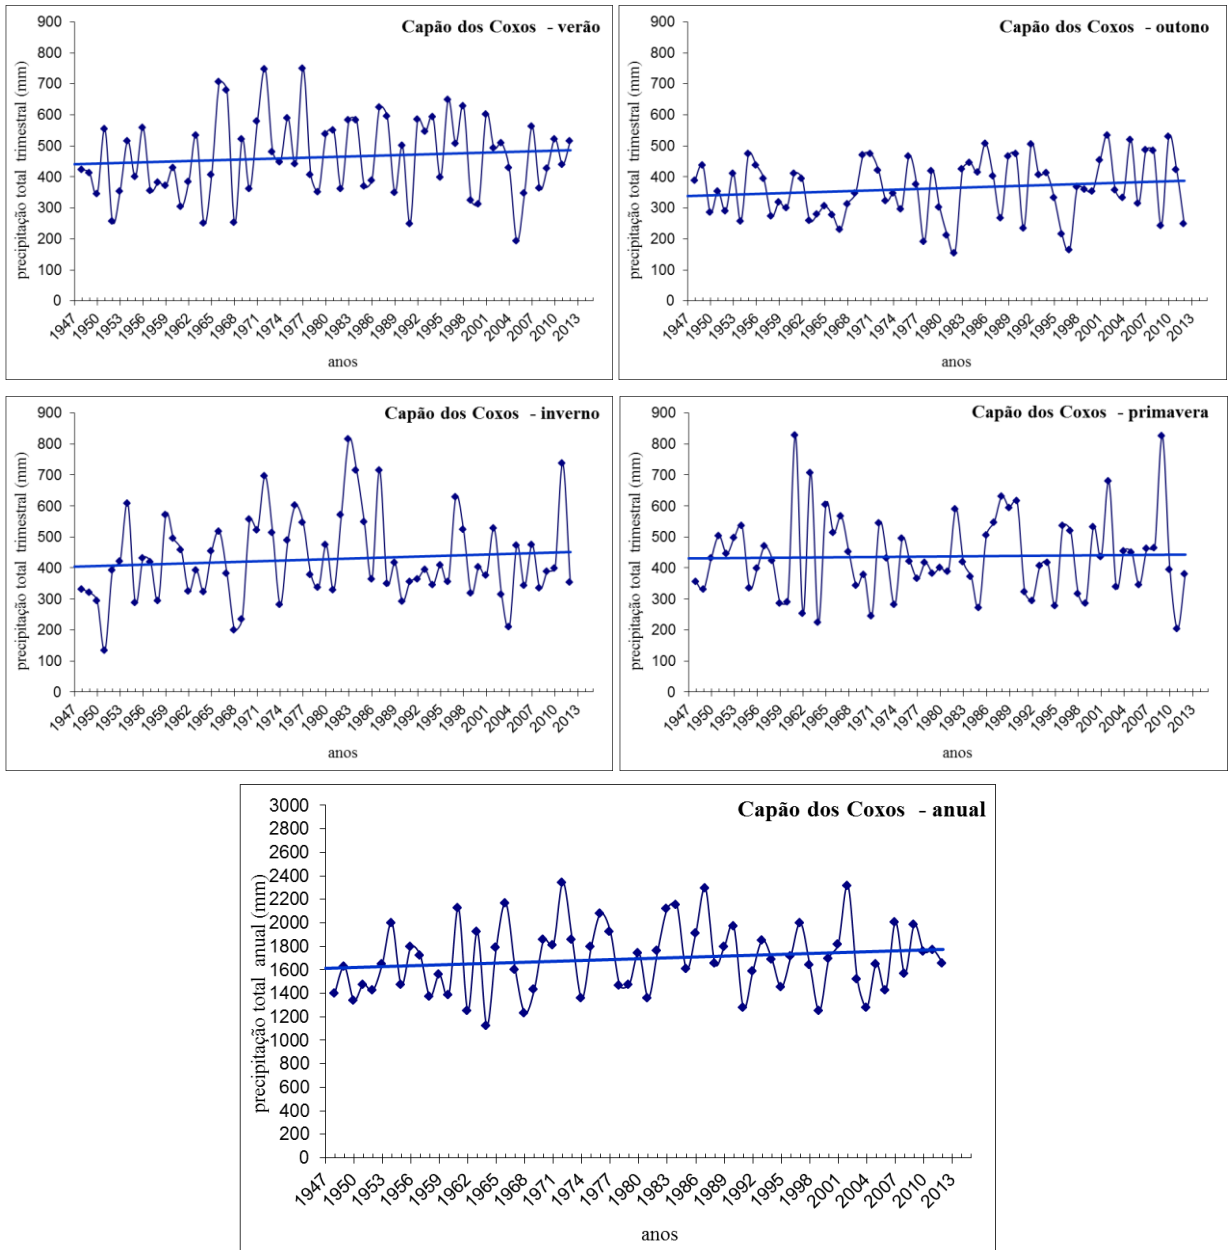 Capão dos Coxos - verão
precipitação total trimestral (mm)
900
800
700
600
500
400
300
200
100
0
1947 1950 1953 1956 1959 1962 1965 1968 1971 1974 1977 1980 1983 1986 1989 1992 1995 1998 2001 2004 2007 2010 2013
anos
Capão dos Coxos - outono
precipitação total trimestral (mm)
900
800
700
600
500
400
300
200
100
0
1947 1950 1953 1956 1959 1962 1965 1968 1971 1974 1977 1980 1983 1986 1989 1992 1995 1998 2001 2004 2007 2010 2013
anos
Capão dos Coxos - inverno
precipitação total trimestral (mm)
900
800
700
600
500
400
300
200
100
0
1947 1950 1953 1956 1959 1962 1965 1968 1971 1974 1977 1980 1983 1986 1989 1992 1995 1998 2001 2004 2007 2010 2013
anos
Capão dos Coxos - primavera
precipitação total trimestral (mm)
900
800
700
600
500
400
300
200
100
0
1947 1950 1953 1956 1959 1962 1965 1968 1971 1974 1977 1980 1983 1986 1989 1992 1995 1998 2001 2004 2007 2010 2013
anos
Capão dos Coxos - anual
precipitação total anual (mm)
3000
2800
2600
2400
2200
2000
1800
1600
1400
1200
1000
800
600
400
200
0
1947 1950 1953 1956 1959 1962 1965 1968 1971 1974 1977 1980 1983 1986 1989 1992 1995 1998 2001 2004 2007 2010 2013
anos